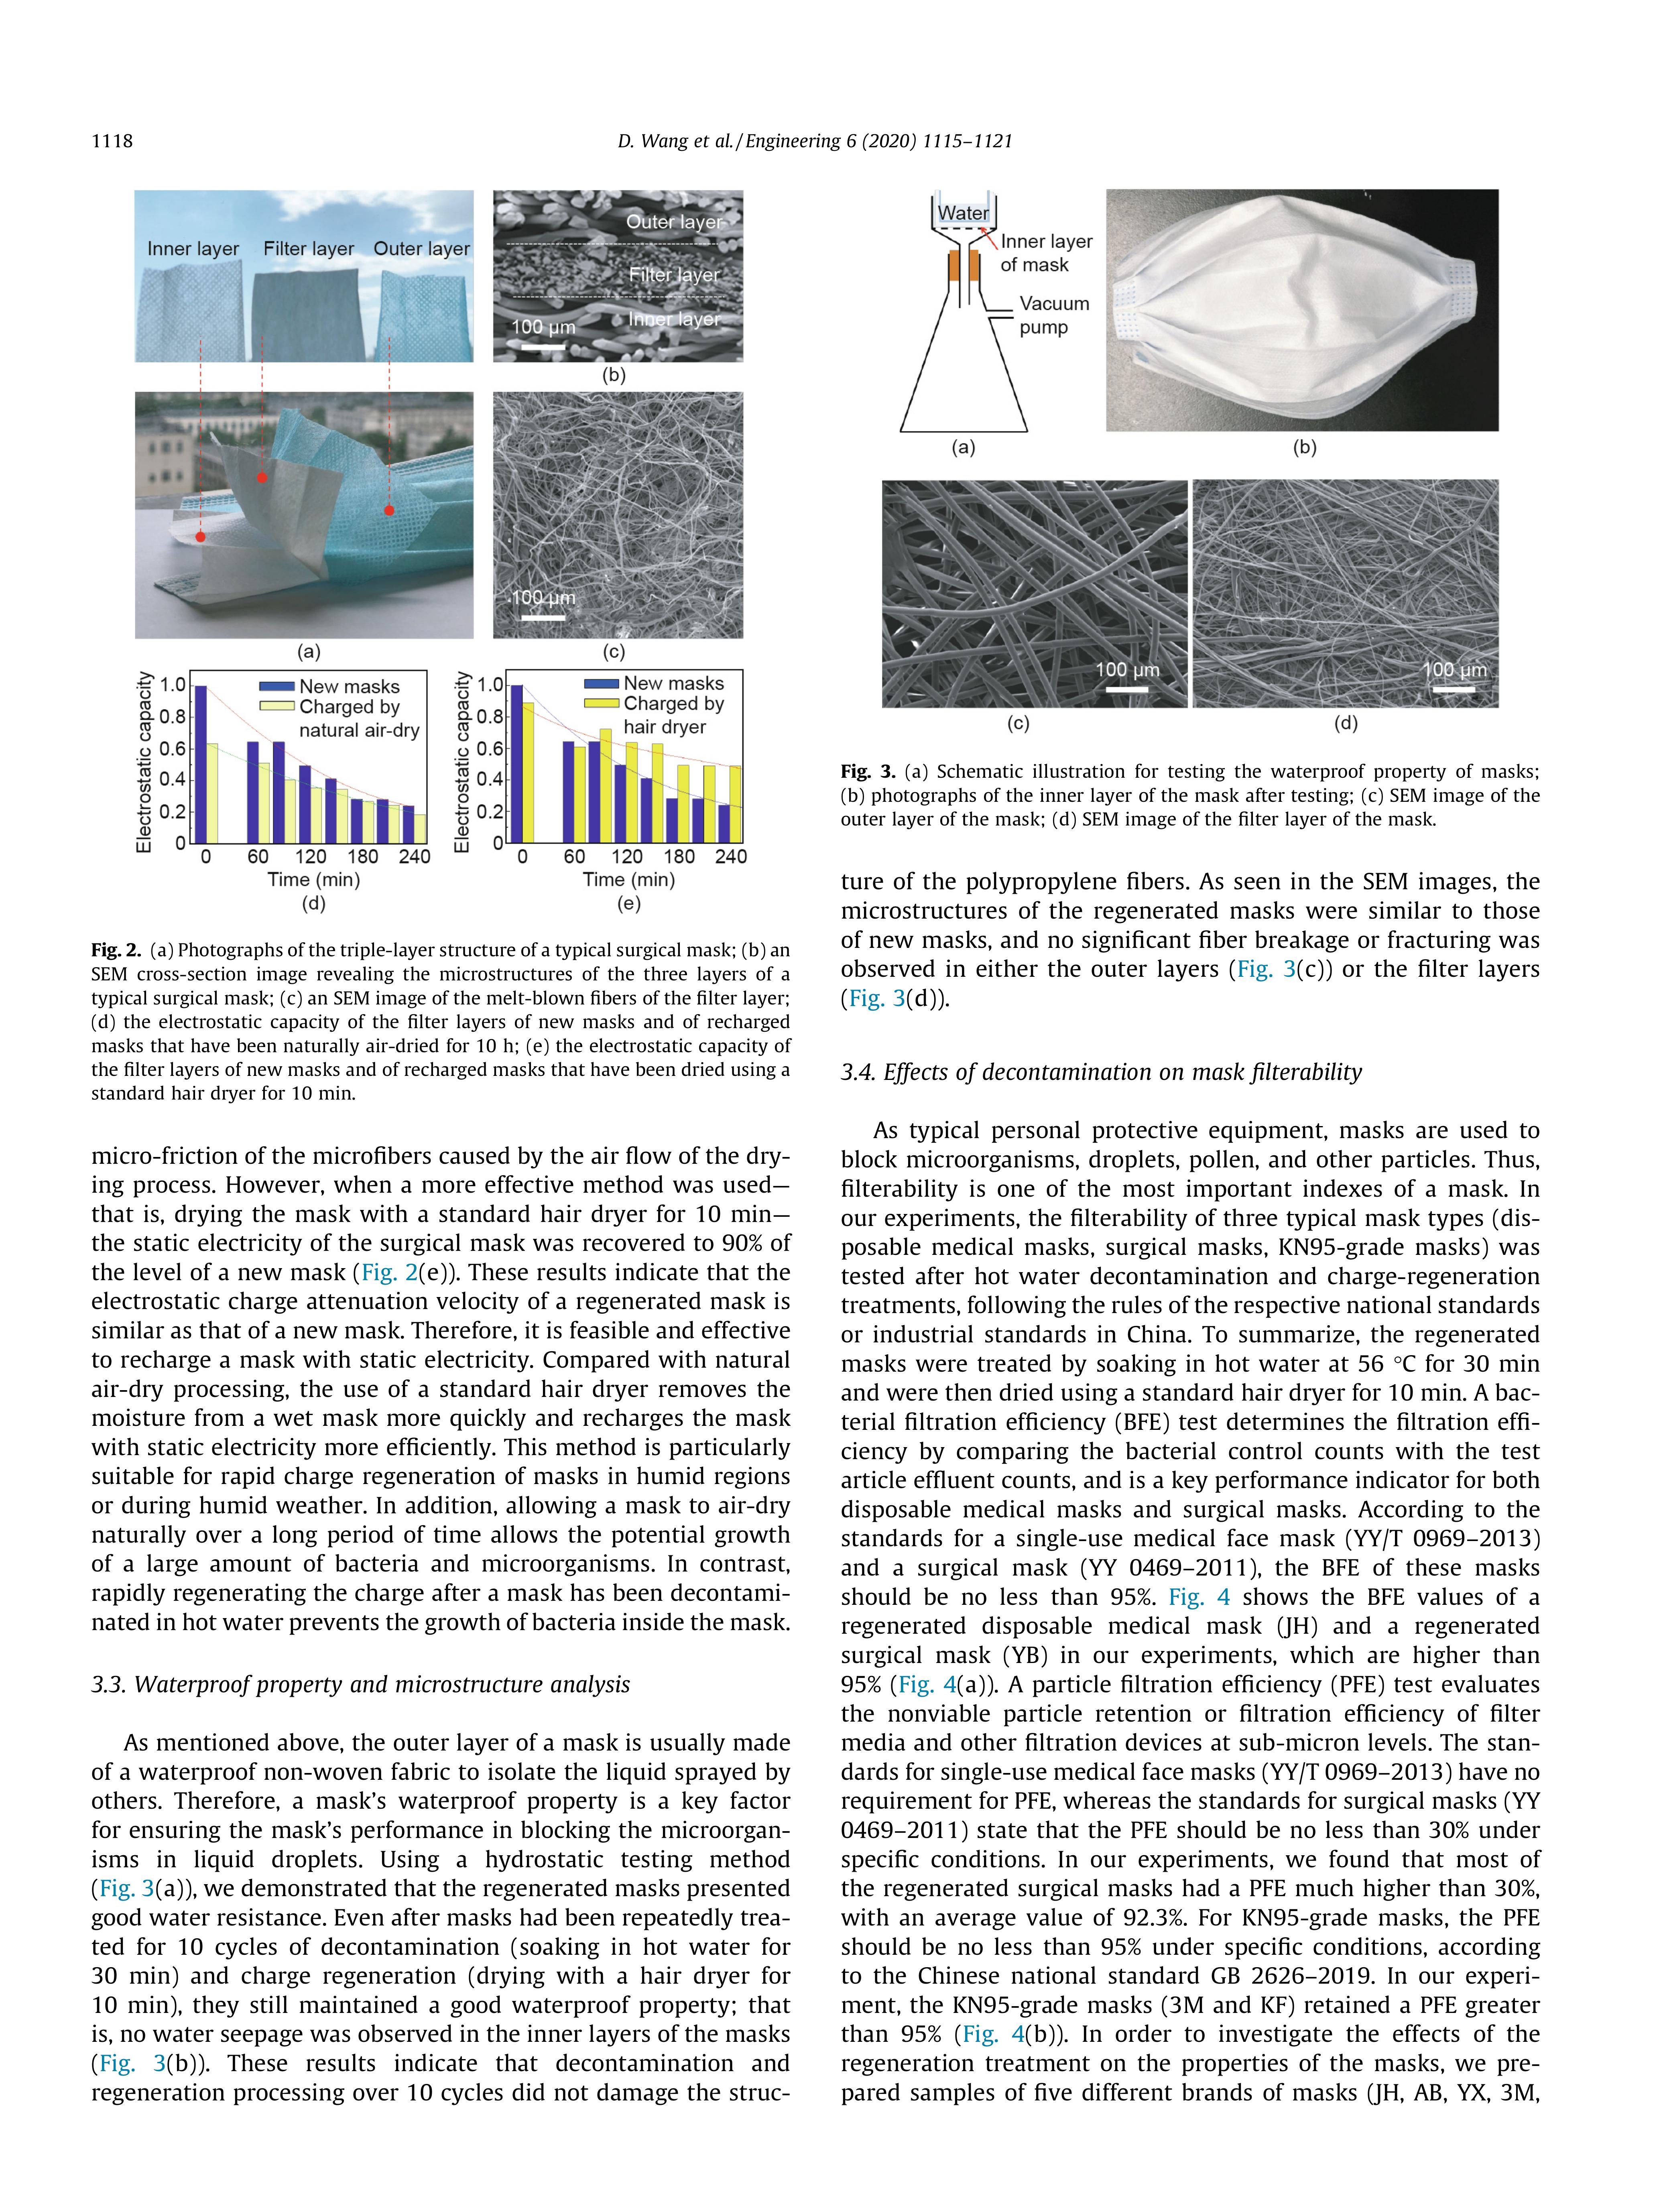 1118
D. Wang et al. / Engineering 6 (2020) 1115–1121
Inner layer
Filter layer
Outer layer
(a)
Outer layer
Filter layer
Inner layer
100 μm
(b)
100 μm
(c)
Electrostatic capacity
1.0
0.8
0.6
0.4
0.2
0
New masks
Charged by
natural air-dry
0 60 120 180 240
Time (min)
(d)
Electrostatic capacity
1.0
0.8
0.6
0.4
0.2
0
New masks
Charged by
hair dryer
0 60 120 180 240
Time (min)
(e)
Fig. 2. (a) Photographs of the triple-layer structure of a typical surgical mask; (b) an
SEM cross-section image revealing the microstructures of the three layers of a
typical surgical mask; (c) an SEM image of the melt-blown fibers of the filter layer;
(d) the electrostatic capacity of the filter layers of new masks and of recharged
masks that have been naturally air-dried for 10 h; (e) the electrostatic capacity of
the filter layers of new masks and of recharged masks that have been dried using a
standard hair dryer for 10 min.
micro-friction of the microfibers caused by the air flow of the dry-
ing process. However, when a more effective method was used—
that is, drying the mask with a standard hair dryer for 10 min—
the static electricity of the surgical mask was recovered to 90% of
the level of a new mask (Fig. 2(e)). These results indicate that the
electrostatic charge attenuation velocity of a regenerated mask is
similar as that of a new mask. Therefore, it is feasible and effective
to recharge a mask with static electricity. Compared with natural
air-dry processing, the use of a standard hair dryer removes the
moisture from a wet mask more quickly and recharges the mask
with static electricity more efficiently. This method is particularly
suitable for rapid charge regeneration of masks in humid regions
or during humid weather. In addition, allowing a mask to air-dry
naturally over a long period of time allows the potential growth
of a large amount of bacteria and microorganisms. In contrast,
rapidly regenerating the charge after a mask has been decontami-
nated in hot water prevents the growth of bacteria inside the mask.
3.3. Waterproof property and microstructure analysis
As mentioned above, the outer layer of a mask is usually made
of a waterproof non-woven fabric to isolate the liquid sprayed by
others. Therefore, a mask's waterproof property is a key factor
for ensuring the mask's performance in blocking the microorgan-
isms in liquid droplets. Using a hydrostatic testing method
(Fig. 3(a)), we demonstrated that the regenerated masks presented
good water resistance. Even after masks had been repeatedly trea-
ted for 10 cycles of decontamination (soaking in hot water for
30 min) and charge regeneration (drying with a hair dryer for
10 min), they still maintained a good waterproof property; that
is, no water seepage was observed in the inner layers of the masks
(Fig. 3(b)). These results indicate that decontamination and
regeneration processing over 10 cycles did not damage the struc-
Water
Inner layer
of mask
Vacuum
pump
(a)
(b)
100 μm
(c)
100 μm
(d)
Fig. 3. (a) Schematic illustration for testing the waterproof property of masks;
(b) photographs of the inner layer of the mask after testing; (c) SEM image of the
outer layer of the mask; (d) SEM image of the filter layer of the mask.
ture of the polypropylene fibers. As seen in the SEM images, the
microstructures of the regenerated masks were similar to those
of new masks, and no significant fiber breakage or fracturing was
observed in either the outer layers (Fig. 3(c)) or the filter layers
(Fig. 3(d)).
3.4. Effects of decontamination on mask filterability
As typical personal protective equipment, masks are used to
block microorganisms, droplets, pollen, and other particles. Thus,
filterability is one of the most important indexes of a mask. In
our experiments, the filterability of three typical mask types (dis-
posable medical masks, surgical masks, KN95-grade masks) was
tested after hot water decontamination and charge-regeneration
treatments, following the rules of the respective national standards
or industrial standards in China. To summarize, the regenerated
masks were treated by soaking in hot water at 56 °C for 30 min
and were then dried using a standard hair dryer for 10 min. A bac-
terial filtration efficiency (BFE) test determines the filtration effi-
ciency by comparing the bacterial control counts with the test
article effluent counts, and is a key performance indicator for both
disposable medical masks and surgical masks. According to the
standards for a single-use medical face mask (YY/T 0969–2013)
and a surgical mask (YY 0469–2011), the BFE of these masks
should be no less than 95%. Fig. 4 shows the BFE values of a
regenerated disposable medical mask (JH) and a regenerated
surgical mask (YB) in our experiments, which are higher than
95% (Fig. 4(a)). A particle filtration efficiency (PFE) test evaluates
the nonviable particle retention or filtration efficiency of filter
media and other filtration devices at sub-micron levels. The stan-
dards for single-use medical face masks (YY/T 0969–2013) have no
requirement for PFE, whereas the standards for surgical masks (YY
0469–2011) state that the PFE should be no less than 30% under
specific conditions. In our experiments, we found that most of
the regenerated surgical masks had a PFE much higher than 30%,
with an average value of 92.3%. For KN95-grade masks, the PFE
should be no less than 95% under specific conditions, according
to the Chinese national standard GB 2626–2019. In our experi-
ment, the KN95-grade masks (3M and KF) retained a PFE greater
than 95% (Fig. 4(b)). In order to investigate the effects of the
regeneration treatment on the properties of the masks, we pre-
pared samples of five different brands of masks (JH, AB, YX, 3M,